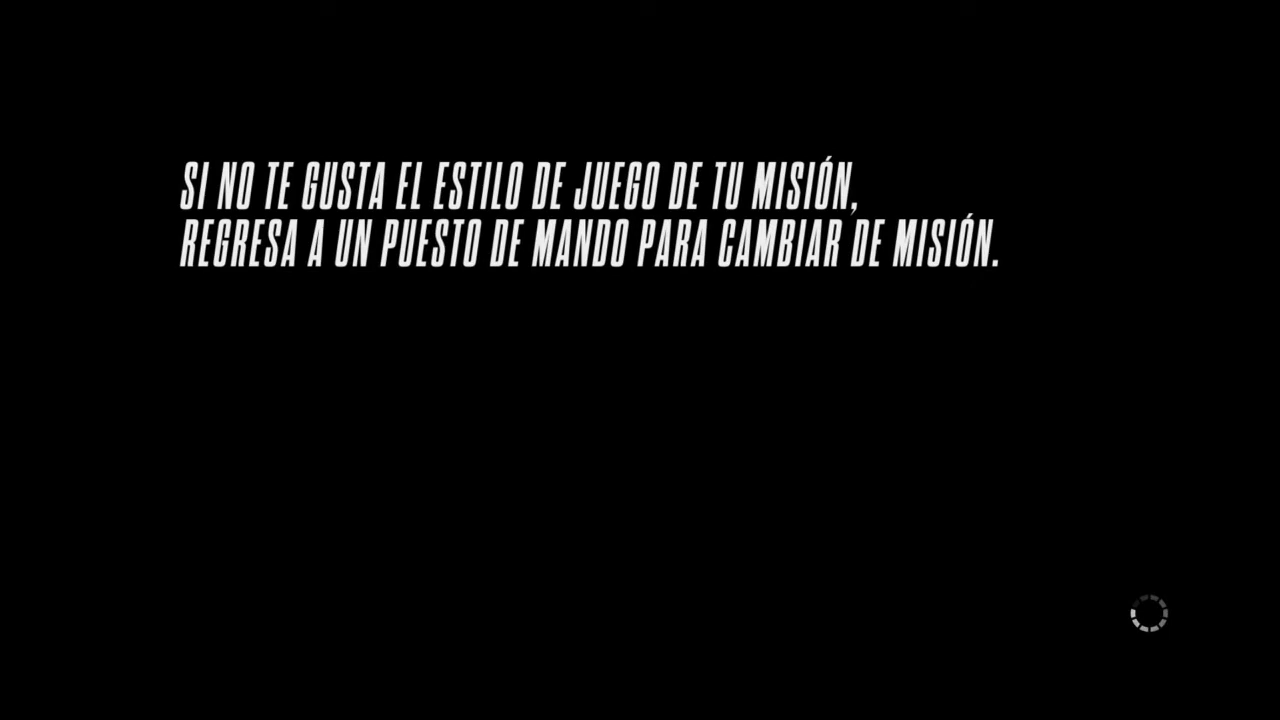 SI NO TE GUSTA EL ESTILO DE JUEGO DE TU MISIÓN,
REGRESA A UN PUESTO DE MANDO PARA CAMBIAR DE MISIÓN.